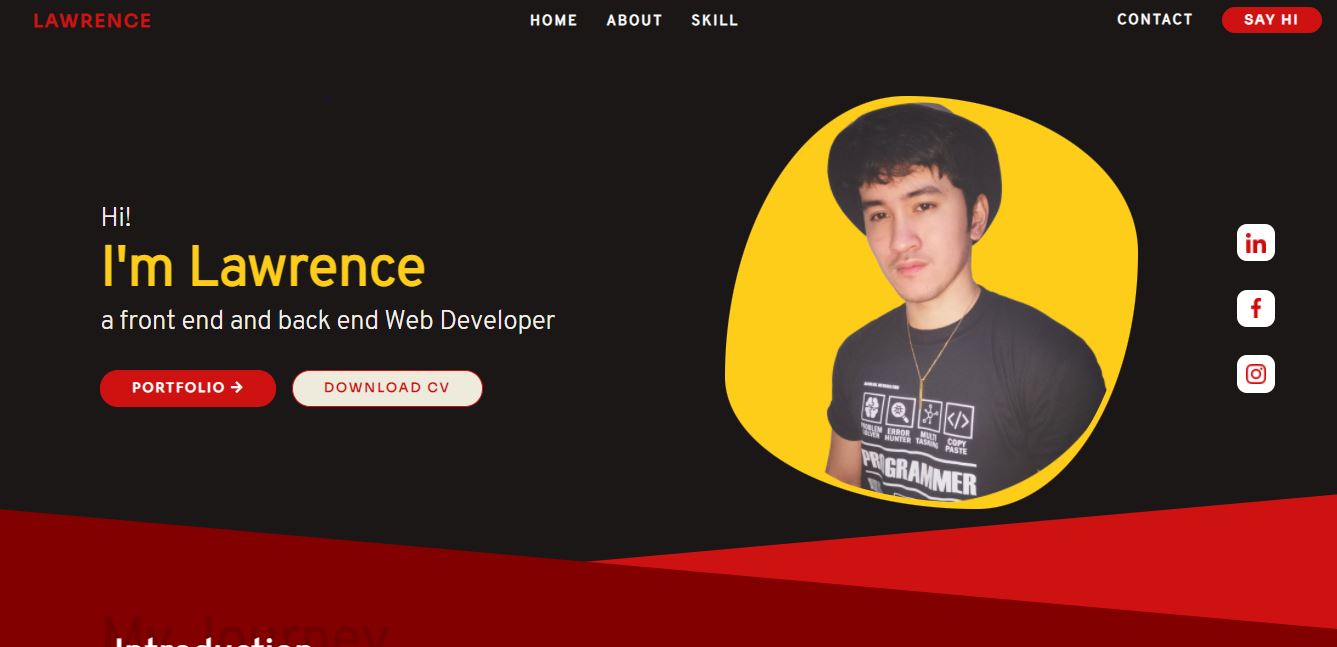 LAWRENCE
HOME ABOUT SKILL
CONTACT SAY HI
Hi!
I'm Lawrence
a front end and back end Web Developer
PORTFOLIO →
DOWNLOAD CV
in
f
PROBLEM SOLVER
ERROR HUNTER
MULTI TASKING
COPY PASTE
PROGRAMMER
My Journey
Introduction